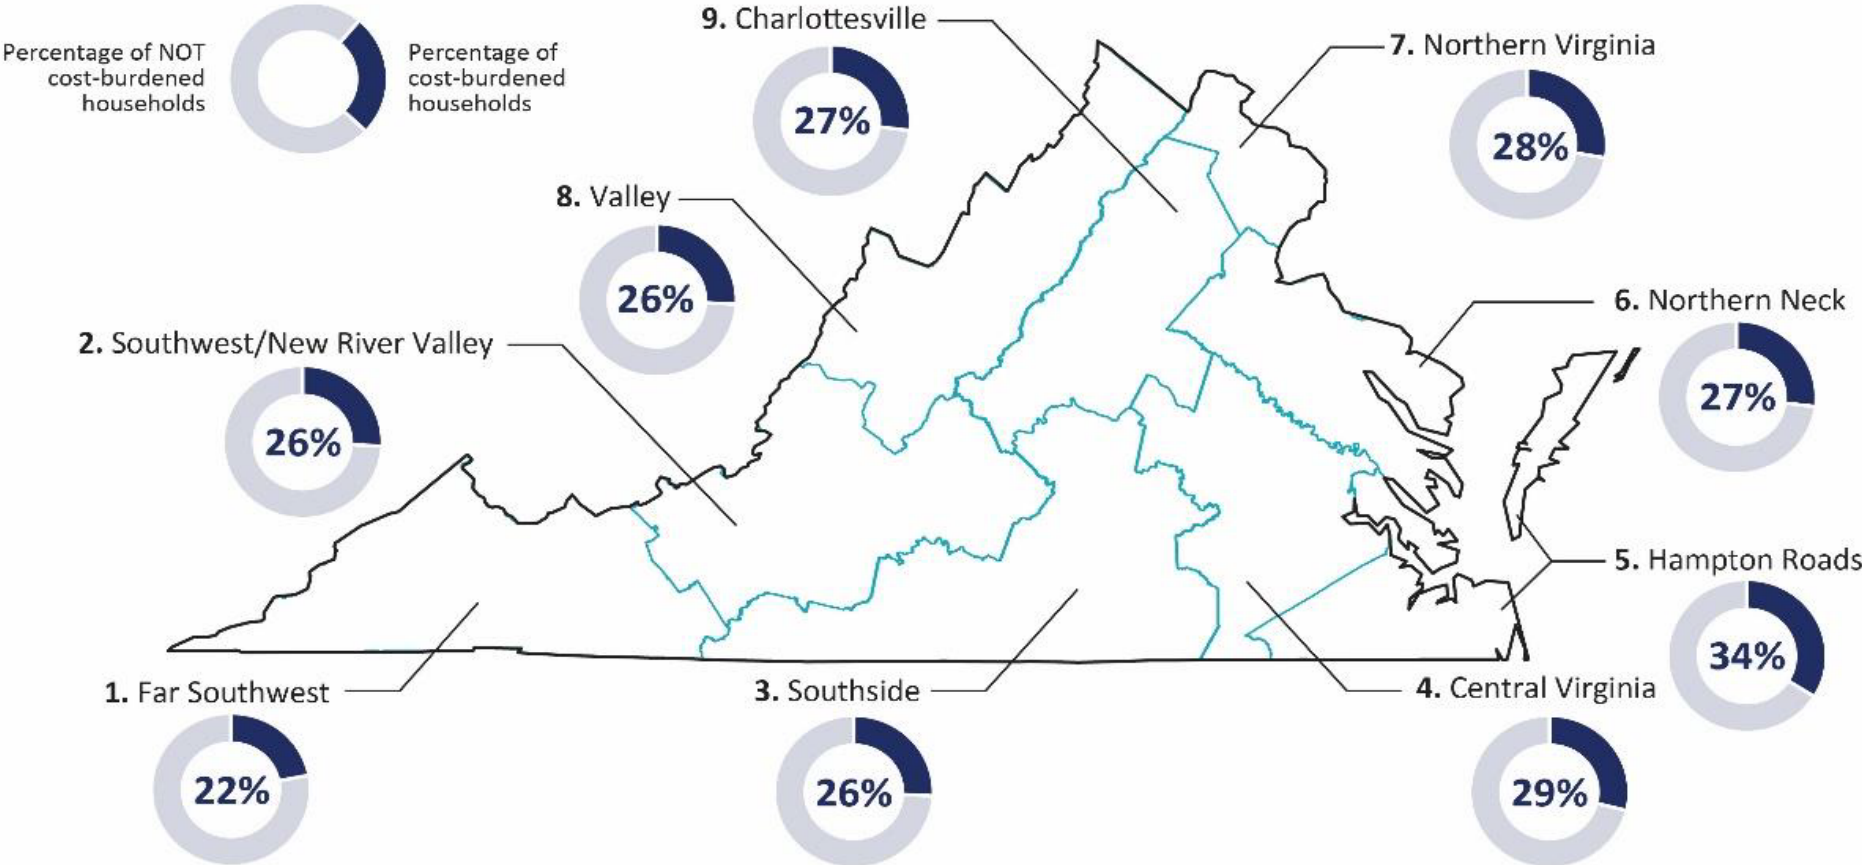 Percentage of NOT
cost-burdened
households
Percentage of
cost-burdened
households
9. Charlottesville
27%
7. Northern Virginia
28%
8. Valley
26%
6. Northern Neck
27%
2. Southwest/New River Valley
26%
5. Hampton Roads
34%
1. Far Southwest
22%
3. Southside
26%
4. Central Virginia
29%